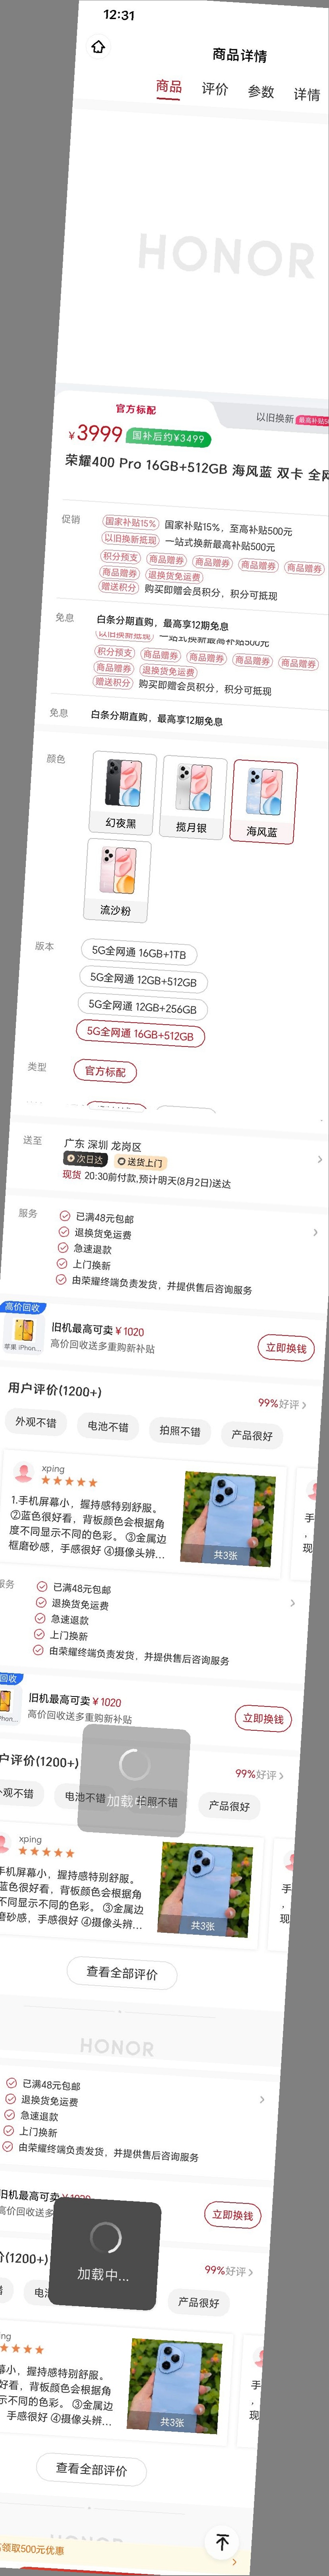 12:31
商品详情
商品 评价 参数 详情
HONOR
官方标配 以旧换新 最高补贴50
¥3999 国补后约¥3499
荣耀400 Pro 16GB+512GB 海风蓝 双卡 全网
促销 国家补贴15% 国家补贴15%，至高补贴500元
以旧换新抵现 一站式换新最高补贴500元
积分预支 商品赠券 商品赠券 商品赠券 商品赠券
商品赠券 退换货免运费
赠送积分 购买即赠会员积分，积分可抵现
免息 白条分期直购，最高享12期免息
以旧换新抵现 一站式换新最高补贴500元
积分预支 商品赠券 商品赠券 商品赠券 商品赠券
商品赠券 退换货免运费
赠送积分 购买即赠会员积分，积分可抵现
免息 白条分期直购，最高享12期免息
颜色
幻夜黑 揽月银 海风蓝
流沙粉
版本 5G全网通 16GB+1TB
5G全网通 12GB+512GB
5G全网通 12GB+256GB
5G全网通 16GB+512GB
类型 官方标配
送至 广东 深圳 龙岗区
次日达 送货上门
现货 20:30前付款,预计明天(8月2日)送达
服务 已满48元包邮
退换货免运费
急速退款
上门换新
由荣耀终端负责发货，并提供售后咨询服务
高价回收
苹果 iPhon...
旧机最高可卖￥1020
高价回收送多重购新补贴
立即换钱
用户评价(1200+) 99%好评
外观不错 电池不错 拍照不错 产品很好
xping
1.手机屏幕小，握持感特别舒服。
②蓝色很好看，背板颜色会根据角
度不同显示不同的色彩。 ③金属边
框磨砂感，手感很好 ④摄像头辨...
共3张
手
，
现
服务 已满48元包邮
退换货免运费
急速退款
上门换新
由荣耀终端负责发货，并提供售后咨询服务
回收
Phon...
旧机最高可卖￥1020
高价回收送多重购新补贴
立即换钱
户评价(1200+) 99%好评
观不错 电池不错 拍照不错 产品很好
加载中...
xping
手机屏幕小，握持感特别舒服。
蓝色很好看，背板颜色会根据角
不同显示不同的色彩。 ③金属边
磨砂感，手感很好 ④摄像头辨...
共3张
手
，
现
查看全部评价
HONOR
已满48元包邮
退换货免运费
急速退款
上门换新
由荣耀终端负责发货，并提供售后咨询服务
旧机最高可卖￥1020
高价回收送多
立即换钱
(1200+) 99%好评
错 电 产品很好
加载中...
ng
幕小，握持感特别舒服。
好看，背板颜色会根据角
示不同的色彩。 ③金属边
，手感很好 ④摄像头辨...
共3张
手
，
现
查看全部评价
HONOR
领取500元优惠